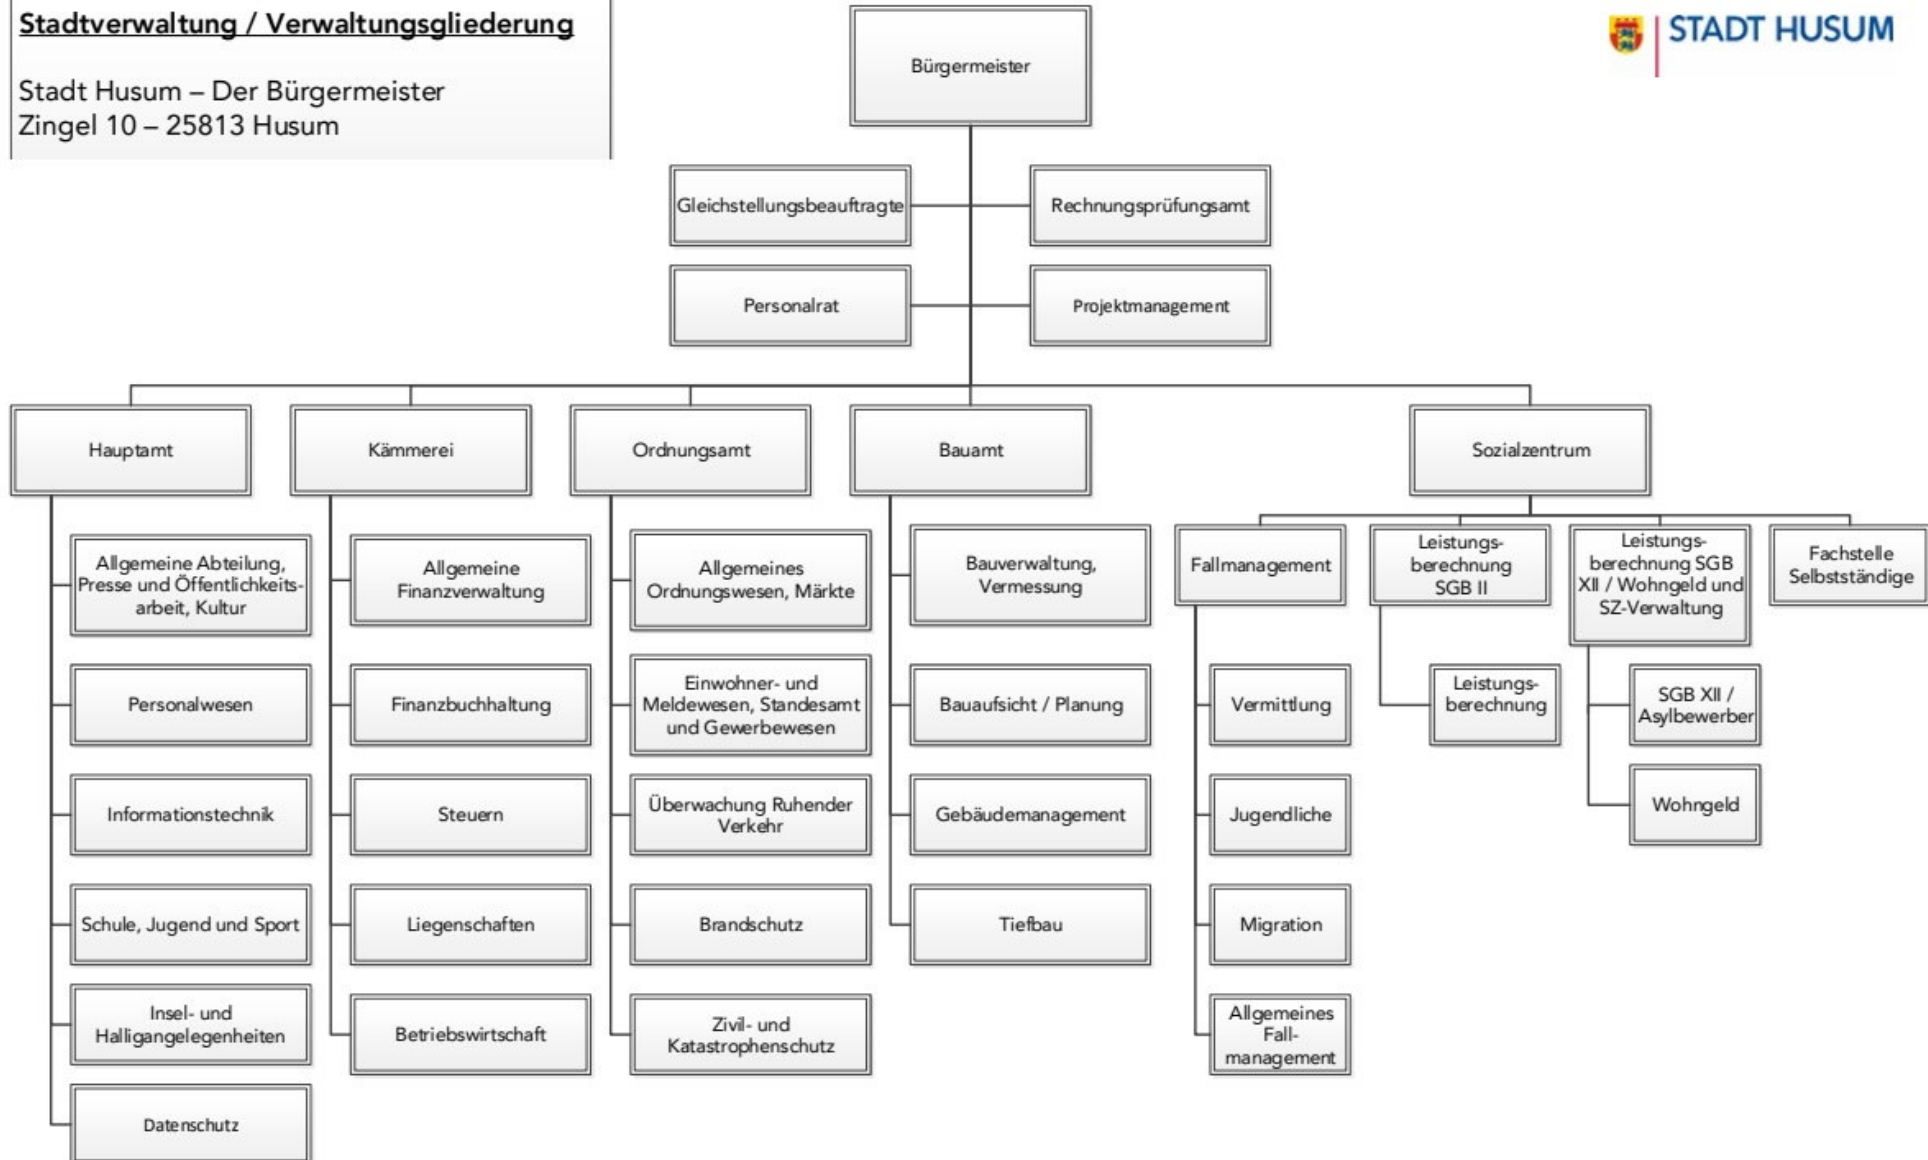 Stadtverwaltung / Verwaltungsgliederung
Stadt Husum – Der Bürgermeister
Zingel 10 – 25813 Husum
STADT HUSUM
Bürgermeister
Gleichstellungsbeauftragte
Rechnungsprüfungsamt
Personalrat
Projektmanagement
Hauptamt
Kämmerei
Ordnungsamt
Bauamt
Sozialzentrum
Allgemeine Abteilung,
Presse und Öffentlichkeits-
arbeit, Kultur
Personalwesen
Informationstechnik
Schule, Jugend und Sport
Insel- und
Halligangelegenheiten
Datenschutz
Allgemeine
Finanzverwaltung
Finanzbuchhaltung
Steuern
Liegenschaften
Betriebswirtschaft
Allgemeines
Ordnungswesen, Märkte
Einwohner- und
Meldewesen, Standesamt
und Gewerbewesen
Überwachung Ruhender
Verkehr
Brandschutz
Zivil- und
Katastrophenschutz
Bauverwaltung,
Vermessung
Bauaufsicht / Planung
Gebäudemanagement
Tiefbau
Fallmanagement
Vermittlung
Jugendliche
Migration
Allgemeines
Fall-
management
Leistungs-
berechnung
SGB II
Leistungs-
berechnung
Leistungs-
berechnung SGB
XII / Wohngeld und
SZ-Verwaltung
SGB XII /
Asylbewerber
Wohngeld
Fachstelle
Selbstständige